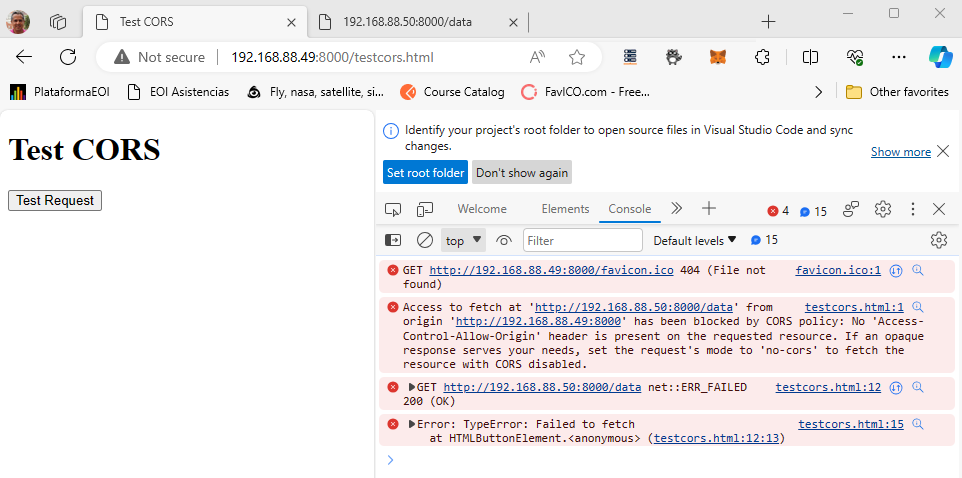 Test CORS
192.168.88.50:8000/data
Not secure
192.168.88.49:8000/testcors.html
PlataformaEOI
EOI Asistencias
Fly, nasa, satellite, si...
Course Catalog
FavICO.com - Free...
Other favorites
Test CORS
Test Request
Identify your project's root folder to open source files in Visual Studio Code and sync
changes.
Show more
Set root folder
Don't show again
Welcome
Elements
Console
4
15
top
Filter
Default levels
15
GET http://192.168.88.49:8000/favicon.ico 404 (File not favicon.ico:1
found)
Access to fetch at 'http://192.168.88.50:8000/data' from testcors.html:1
origin 'http://192.168.88.49:8000' has been blocked by CORS policy: No 'Access-
Control-Allow-Origin' header is present on the requested resource. If an opaque
response serves your needs, set the request's mode to 'no-cors' to fetch the
resource with CORS disabled.
GET http://192.168.88.50:8000/data net::ERR_FAILED testcors.html:12
200 (OK)
Error: TypeError: Failed to fetch testcors.html:15
at HTMLButtonElement.<anonymous> (testcors.html:12:13)